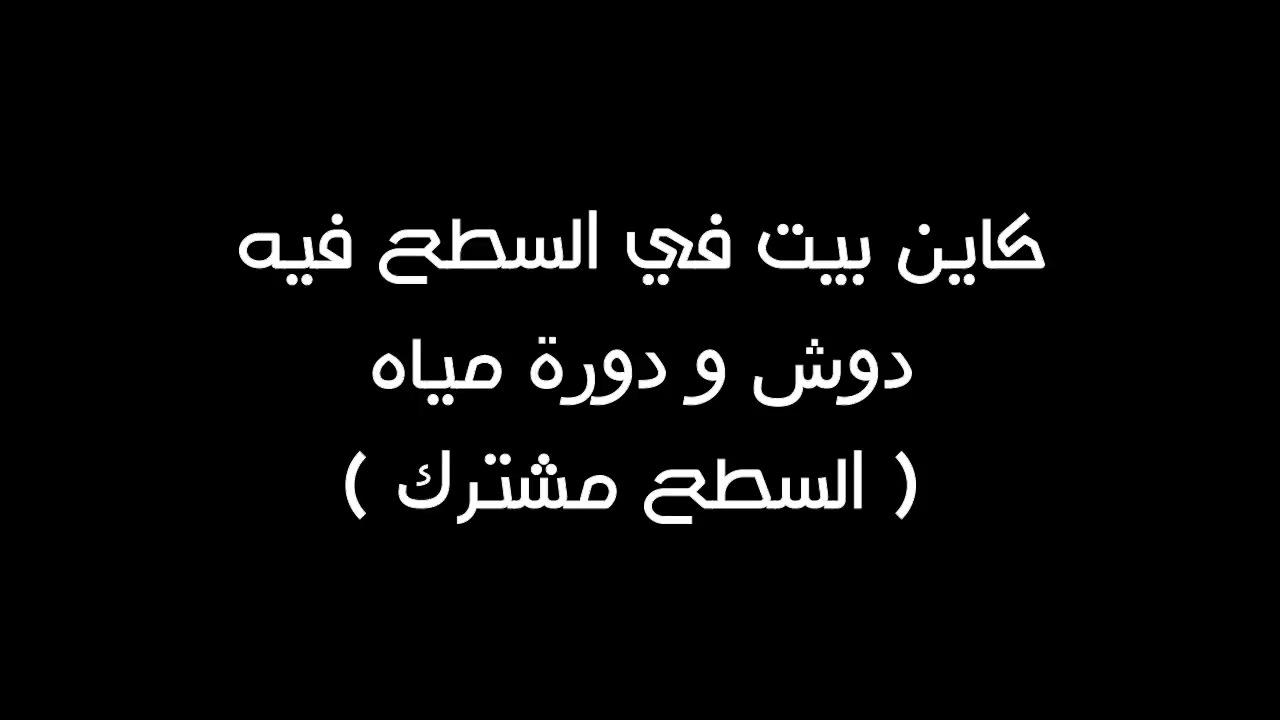 كاين بيت في السطح فيه
دوش و دورة مياه
( السطح مشترك )